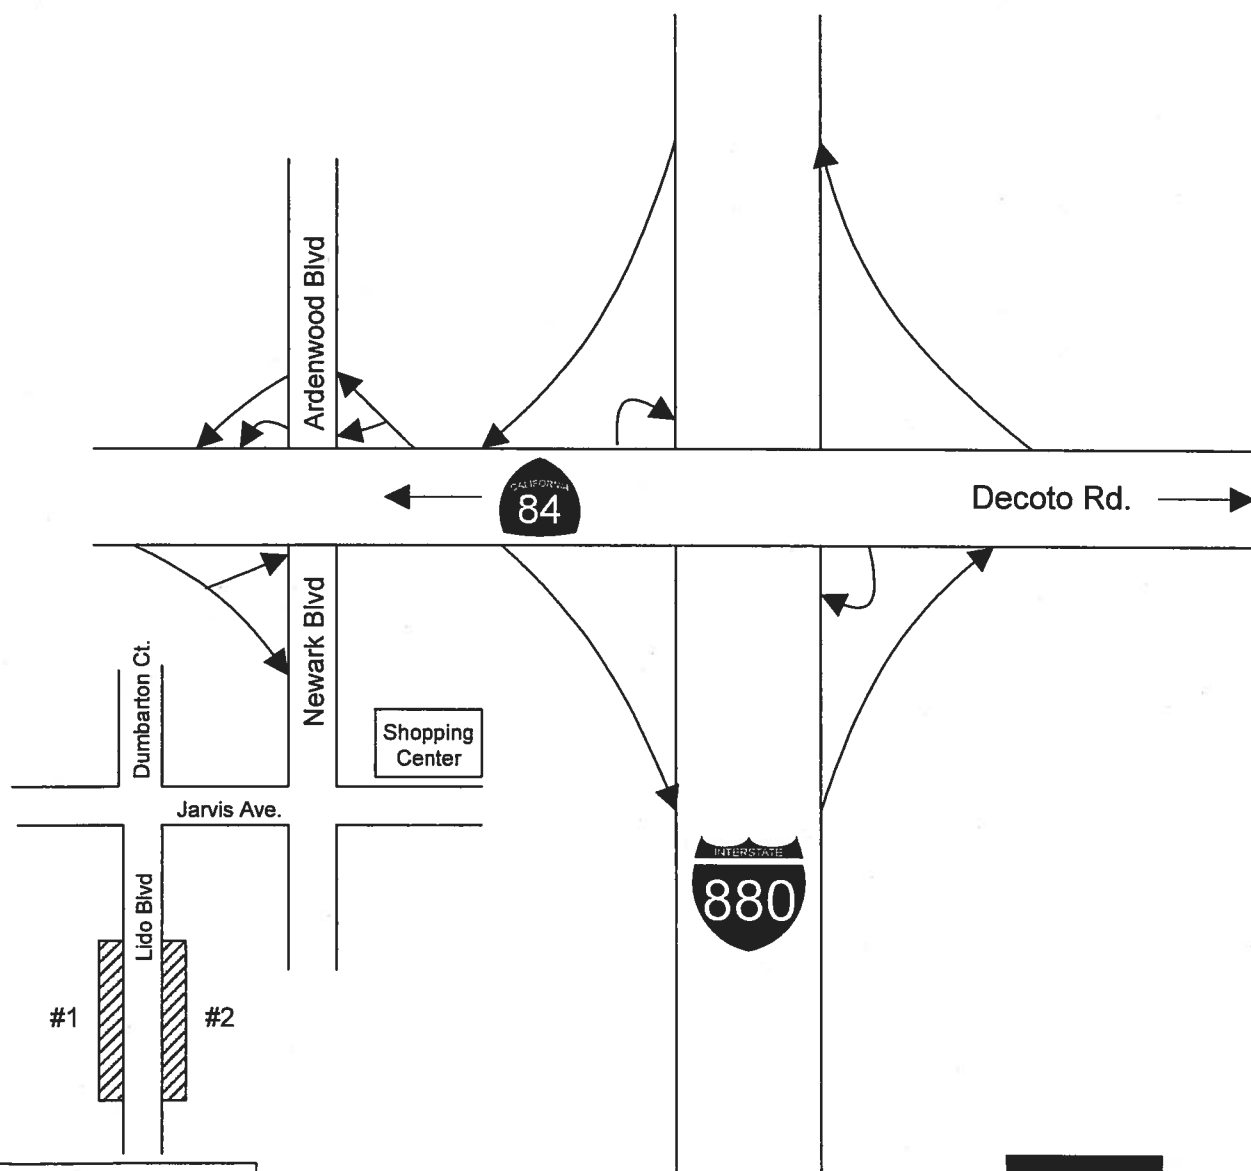 Ardenwood Blvd
CALIFORNIA
84
Decoto Rd.
Newark Blvd
Dumbarton Ct.
Shopping
Center
Jarvis Ave.
INTERSTATE
880
Lido Blvd
#1
#2